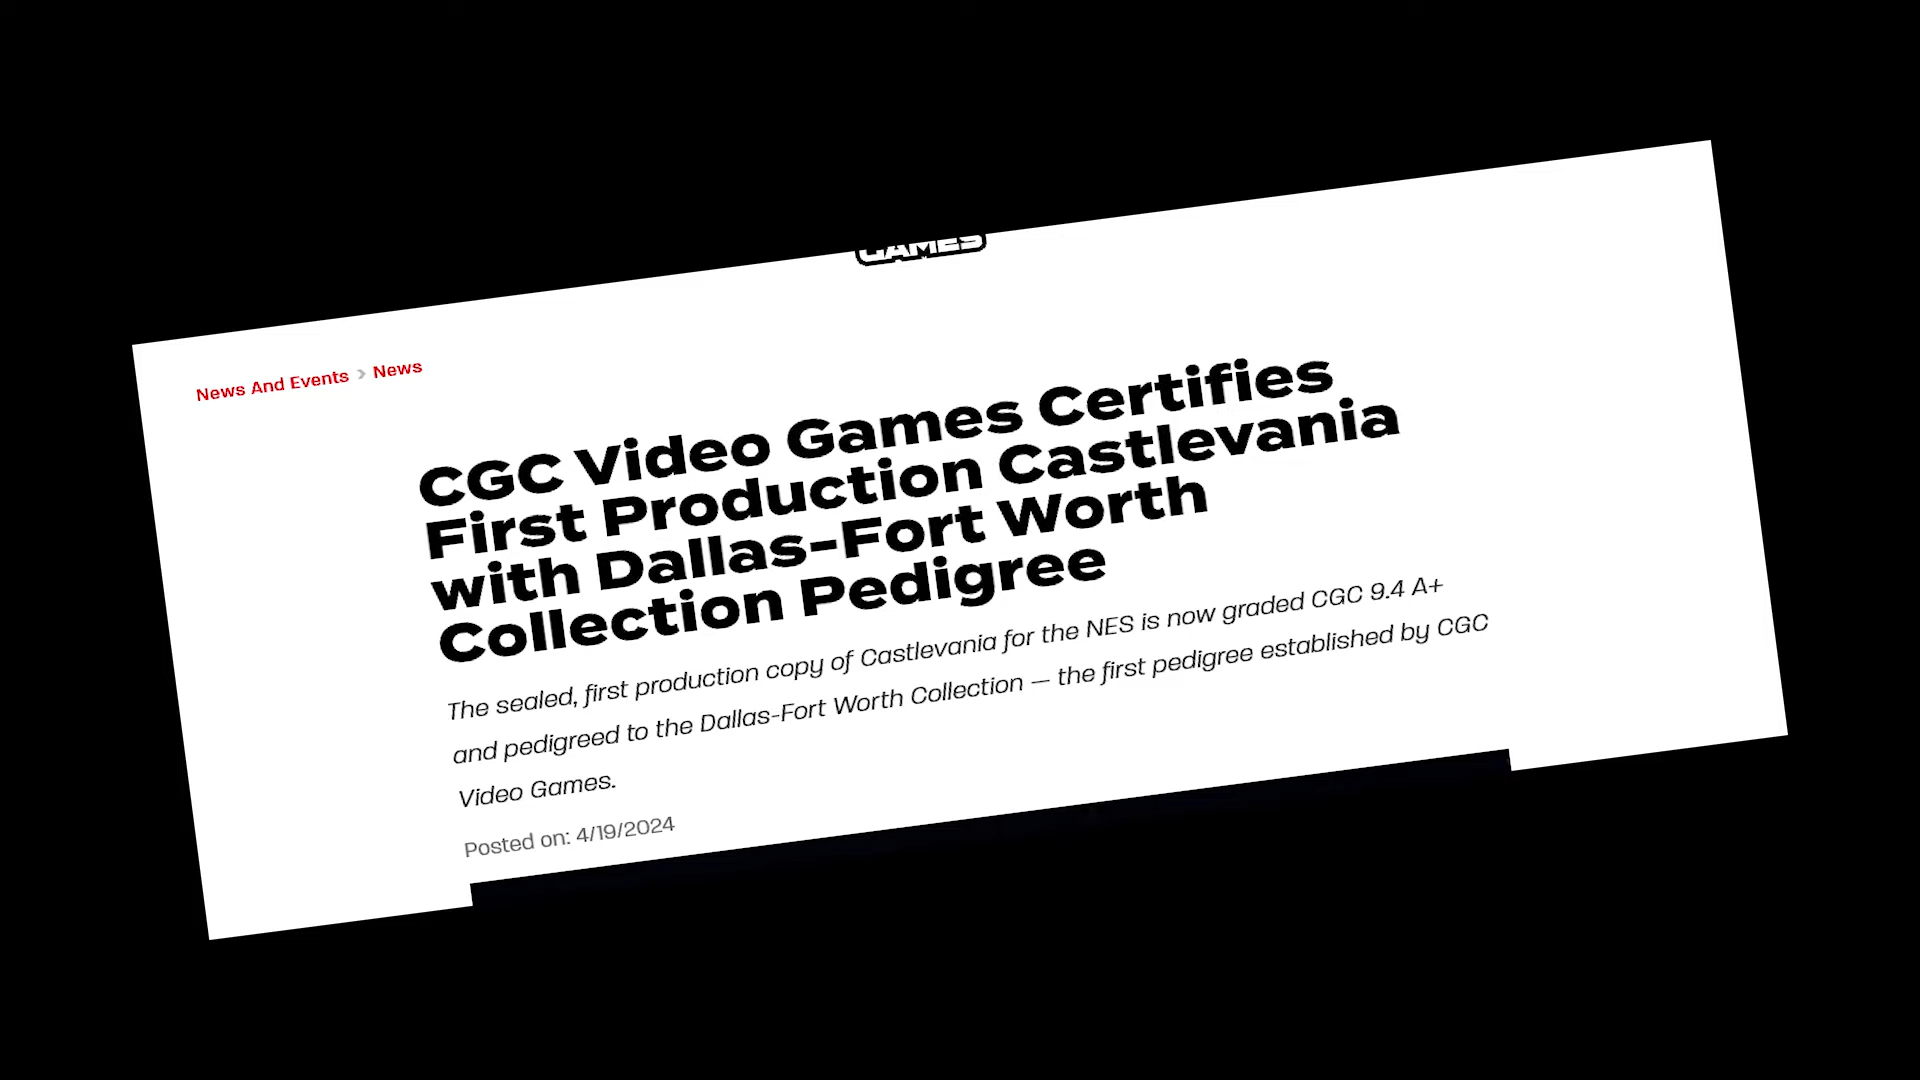 GAMES
News And Events > News
CGC Video Games Certifies
First Production Castlevania
with Dallas-Fort Worth
Collection Pedigree
The sealed, first production copy of Castlevania for the NES is now graded CGC 9.4 A+
and pedigreed to the Dallas-Fort Worth Collection — the first pedigree established by CGC
Video Games.
Posted on: 4/19/2024